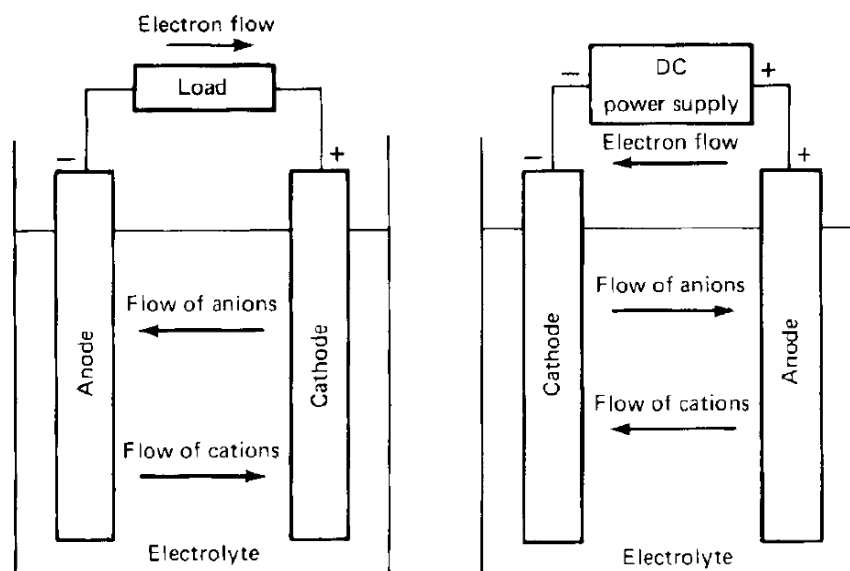 Electron flow
Load
−
+
Anode
Cathode
Flow of anions
Flow of cations
Electrolyte
−
DC
power supply
+
Electron flow
−
+
Cathode
Anode
Flow of anions
Flow of cations
Electrolyte